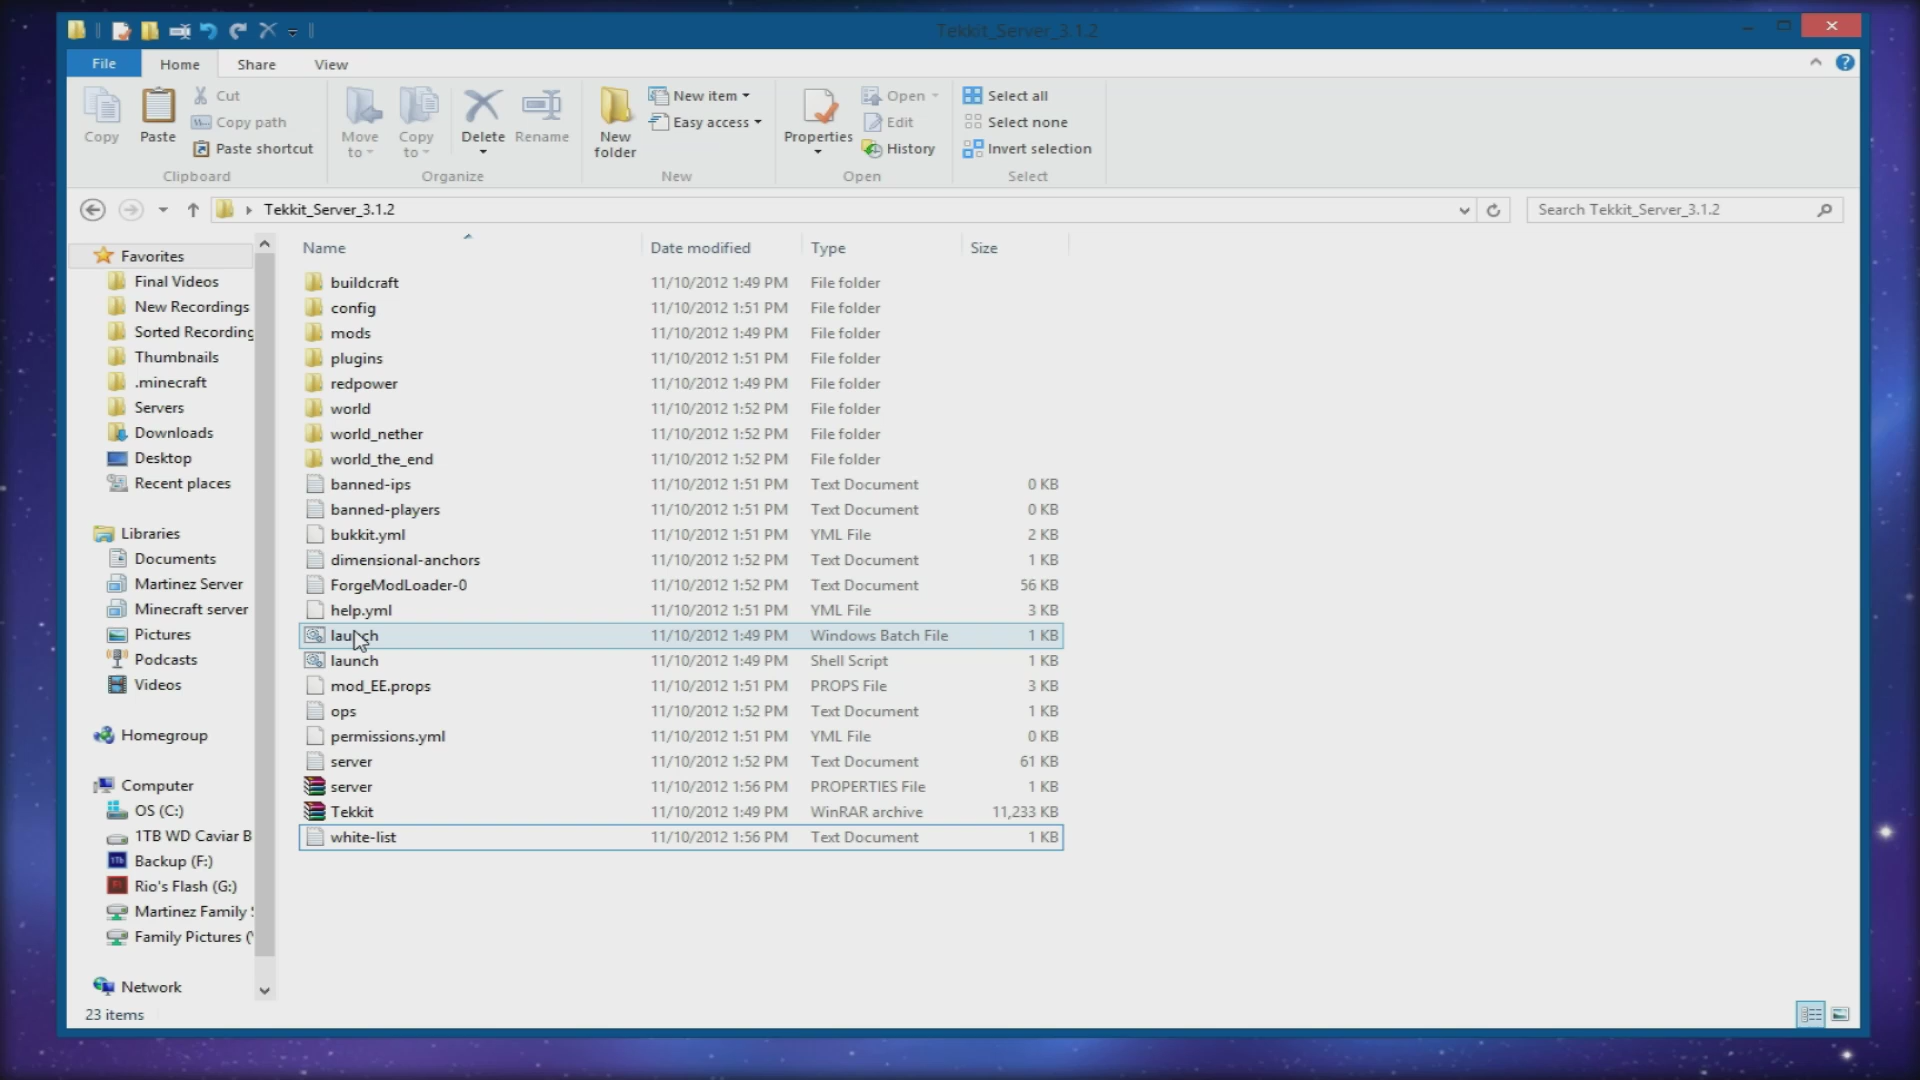 Tekkit_Server_3.1.2
File Home Share View
Copy Paste Cut Copy path Paste shortcut Clipboard
Move to Copy to Delete Rename Organize
New folder New item Easy access New
Properties Open Edit History Open
Select all Select none Invert selection Select
Tekkit_Server_3.1.2 Search Tekkit_Server_3.1.2
Favorites
Final Videos
New Recordings
Sorted Recording
Thumbnails
.minecraft
Servers
Downloads
Desktop
Recent places
Libraries
Documents
Martinez Server
Minecraft server
Pictures
Podcasts
Videos
Homegroup
Computer
OS (C:)
1TB WD Caviar B
Backup (F:)
Rio's Flash (G:)
Martinez Family
Family Pictures (
Network
Name Date modified Type Size
buildcraft 11/10/2012 1:49 PM File folder
config 11/10/2012 1:51 PM File folder
mods 11/10/2012 1:49 PM File folder
plugins 11/10/2012 1:51 PM File folder
redpower 11/10/2012 1:49 PM File folder
world 11/10/2012 1:52 PM File folder
world_nether 11/10/2012 1:52 PM File folder
world_the_end 11/10/2012 1:52 PM File folder
banned-ips 11/10/2012 1:51 PM Text Document 0 KB
banned-players 11/10/2012 1:51 PM Text Document 0 KB
bukkit.yml 11/10/2012 1:51 PM YML File 2 KB
dimensional-anchors 11/10/2012 1:52 PM Text Document 1 KB
ForgeModLoader-0 11/10/2012 1:52 PM Text Document 56 KB
help.yml 11/10/2012 1:51 PM YML File 3 KB
launch 11/10/2012 1:49 PM Windows Batch File 1 KB
launch 11/10/2012 1:49 PM Shell Script 1 KB
mod_EE.props 11/10/2012 1:51 PM PROPS File 3 KB
ops 11/10/2012 1:52 PM Text Document 1 KB
permissions.yml 11/10/2012 1:51 PM YML File 0 KB
server 11/10/2012 1:52 PM Text Document 61 KB
server 11/10/2012 1:56 PM PROPERTIES File 1 KB
Tekkit 11/10/2012 1:49 PM WinRAR archive 11,233 KB
white-list 11/10/2012 1:56 PM Text Document 1 KB
23 items